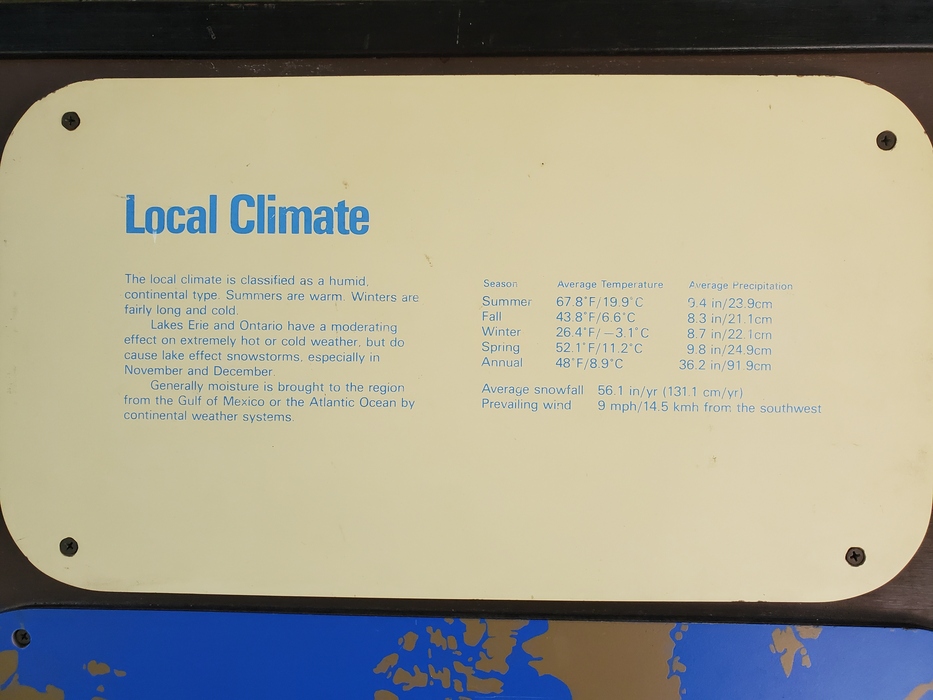 Local Climate
The local climate is classified as a humid,
continental type. Summers are warm. Winters are
fairly long and cold.
Lakes Erie and Ontario have a moderating
effect on extremely hot or cold weather, but do
cause lake effect snowstorms, especially in
November and December.
Generally moisture is brought to the region
from the Gulf of Mexico or the Atlantic Ocean by
continental weather systems.
Season Average Temperature Average Precipitation
Summer 67.8°F/19.9°C 9.4 in/23.9cm
Fall 43.8°F/6.6°C 8.3 in/21.1cm
Winter 26.4°F/−3.1°C 8.7 in/22.1cm
Spring 52.1°F/11.2°C 9.8 in/24.9cm
Annual 48°F/8.9°C 36.2 in/91.9cm
Average snowfall 56.1 in/yr (131.1 cm/yr)
Prevailing wind 9 mph/14.5 kmh from the southwest